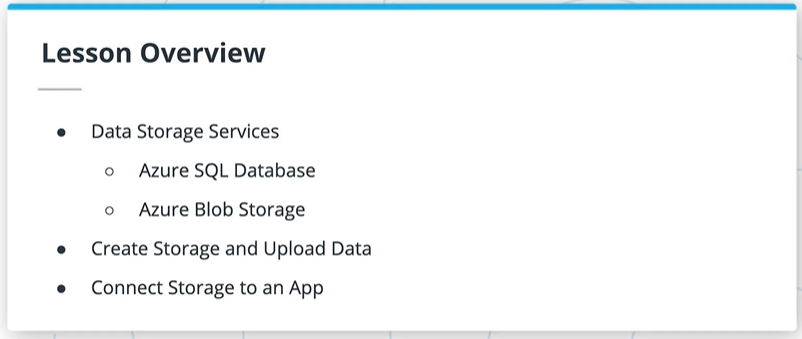 Lesson Overview
● Data Storage Services
○ Azure SQL Database
○ Azure Blob Storage
● Create Storage and Upload Data
● Connect Storage to an App